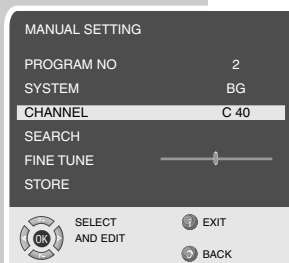 MANUAL SETTING
PROGRAM NO 2
SYSTEM BG
CHANNEL C 40
SEARCH
FINE TUNE
STORE
OK
SELECT AND EDIT
EXIT
BACK